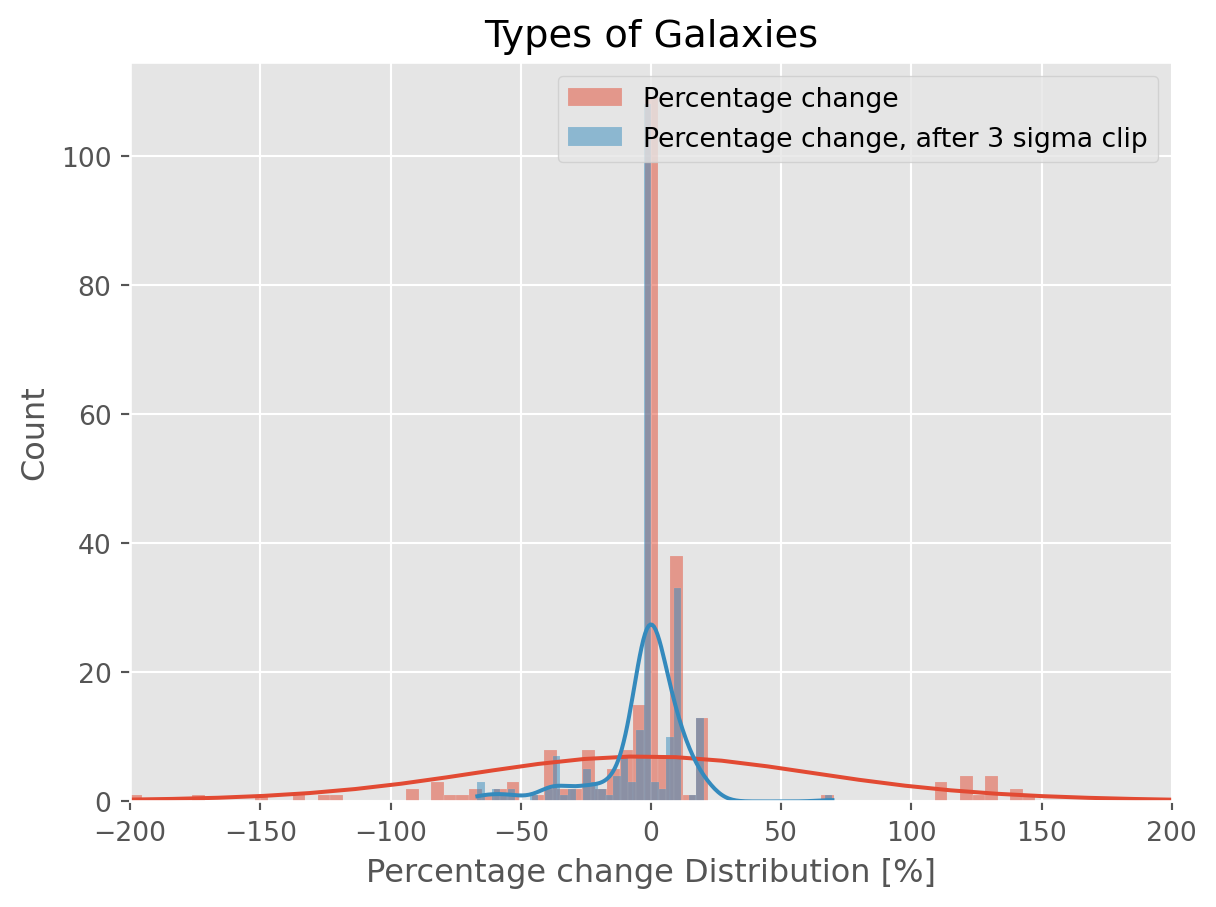 Types of Galaxies
Percentage change
Percentage change, after 3 sigma clip
Count
100
80
60
40
20
0
−200 −150 −100 −50 0 50 100 150 200
Percentage change Distribution [%]